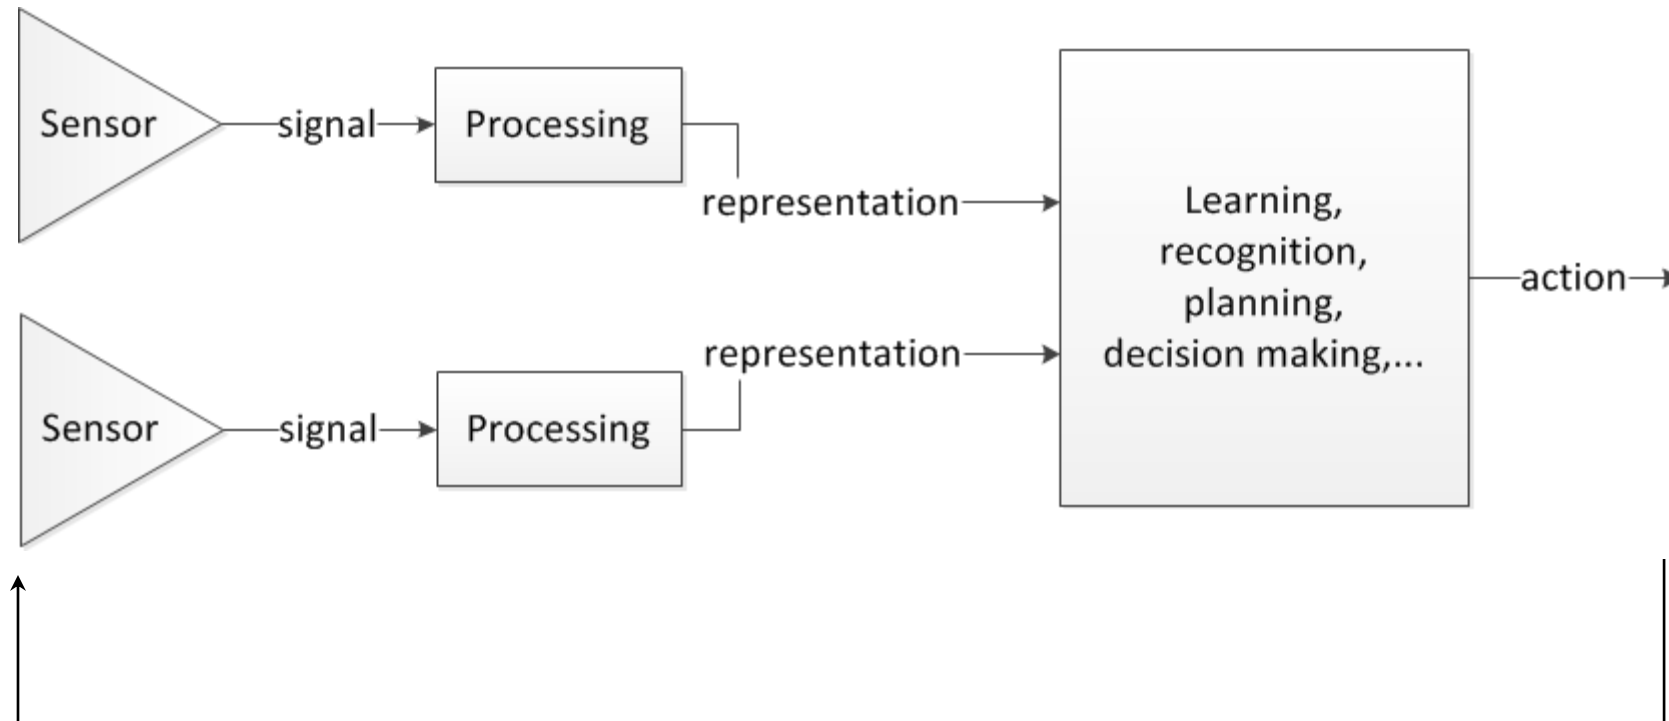 Sensor
signal
Processing
representation
Learning,
recognition,
planning,
decision making,...
action
representation
Sensor
signal
Processing